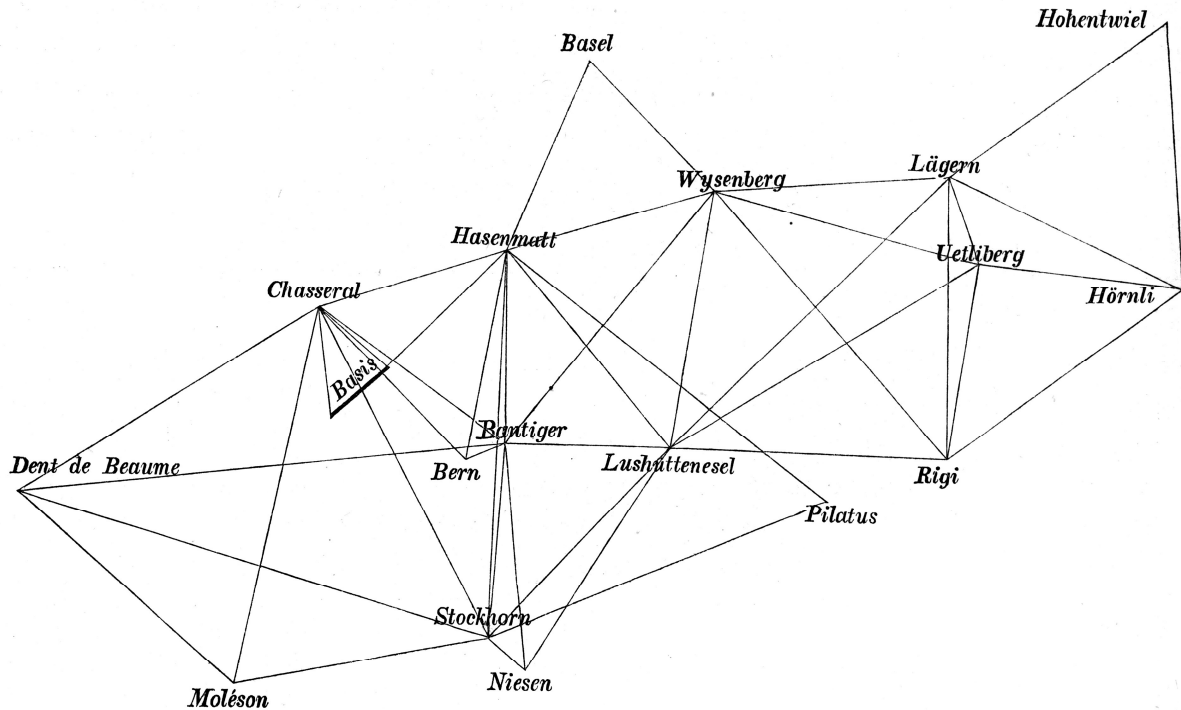 Hohentwiel
Basel
Lägern
Wysenberg
Hasenmatt
Uetliberg
Chasseral
Hörnli
Basis
Bantiger
Dent de Beaume
Bern
Lushüttenesel
Rigi
Pilatus
Stockhorn
Niesen
Moléson